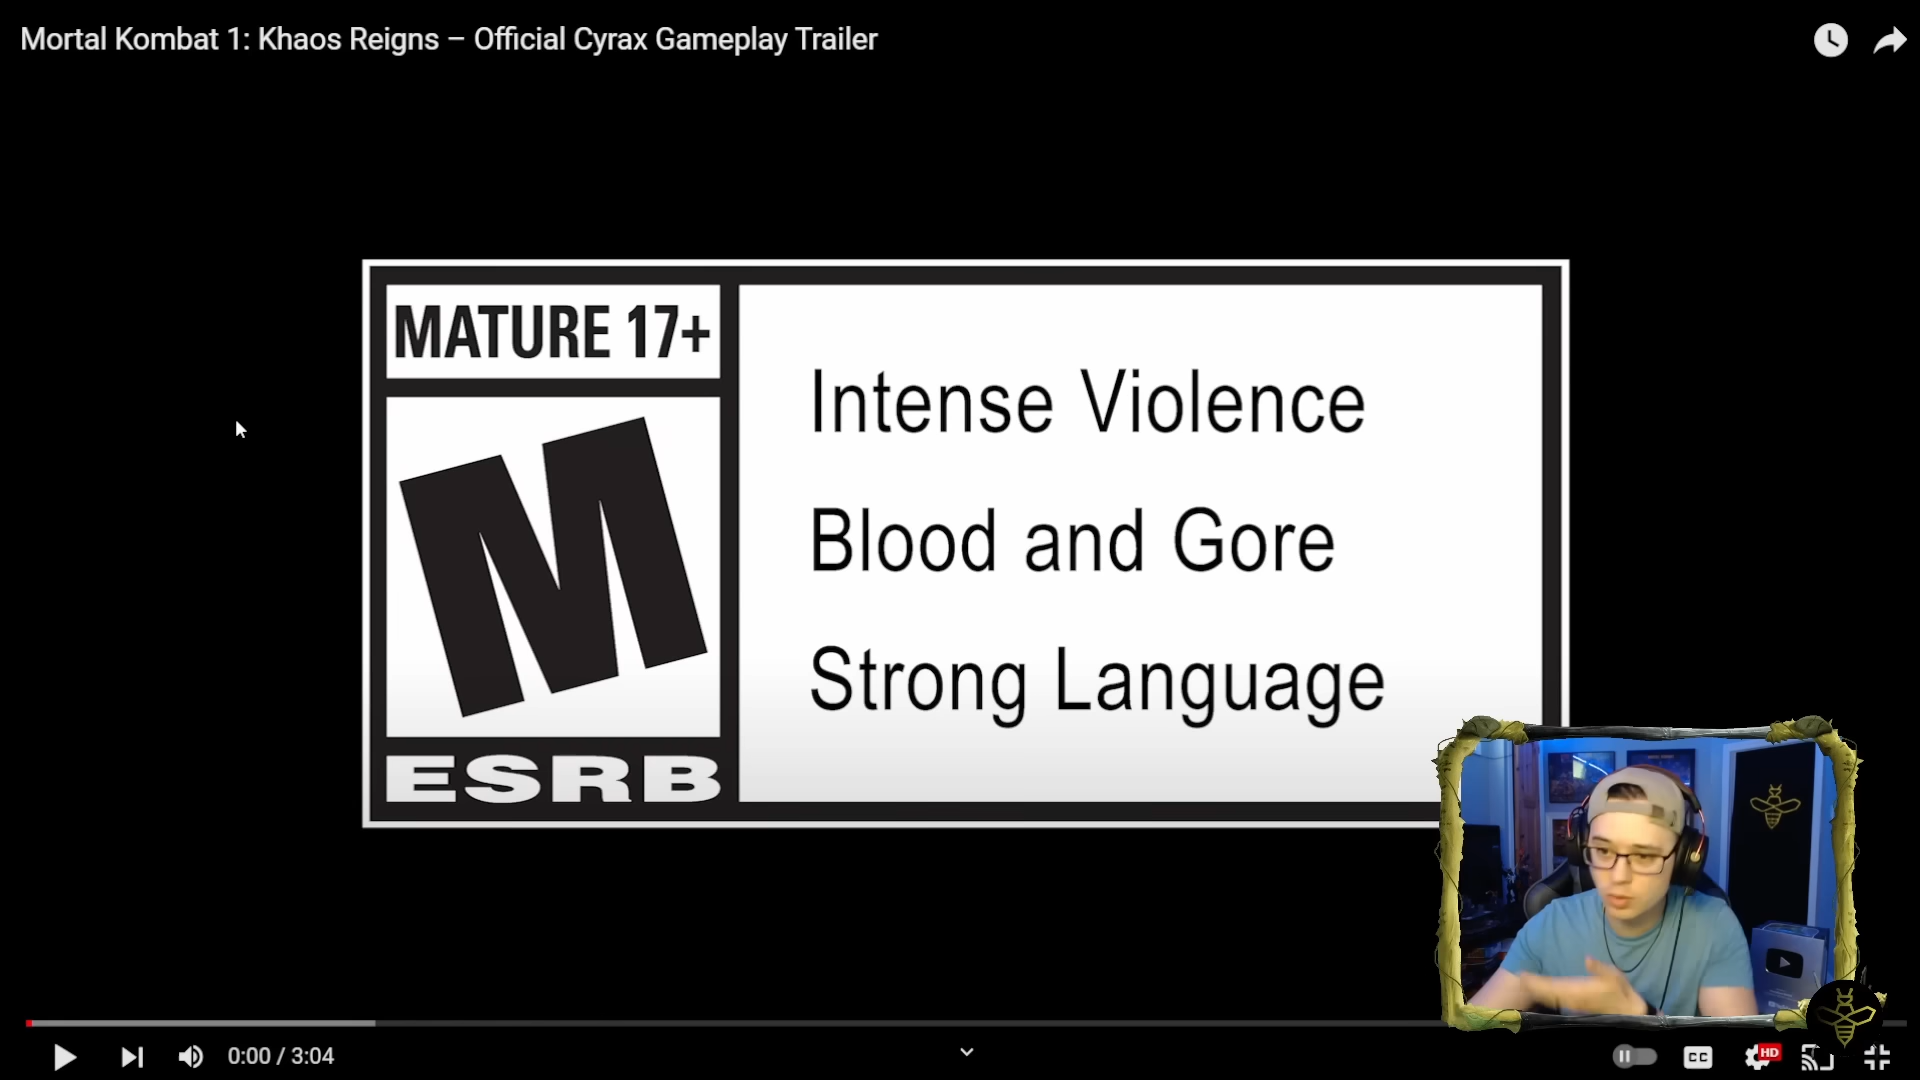 Mortal Kombat 1: Khaos Reigns – Official Cyrax Gameplay Trailer
MATURE 17+
M
ESRB
Intense Violence
Blood and Gore
Strong Language
0:00 / 3:04
CC
HD